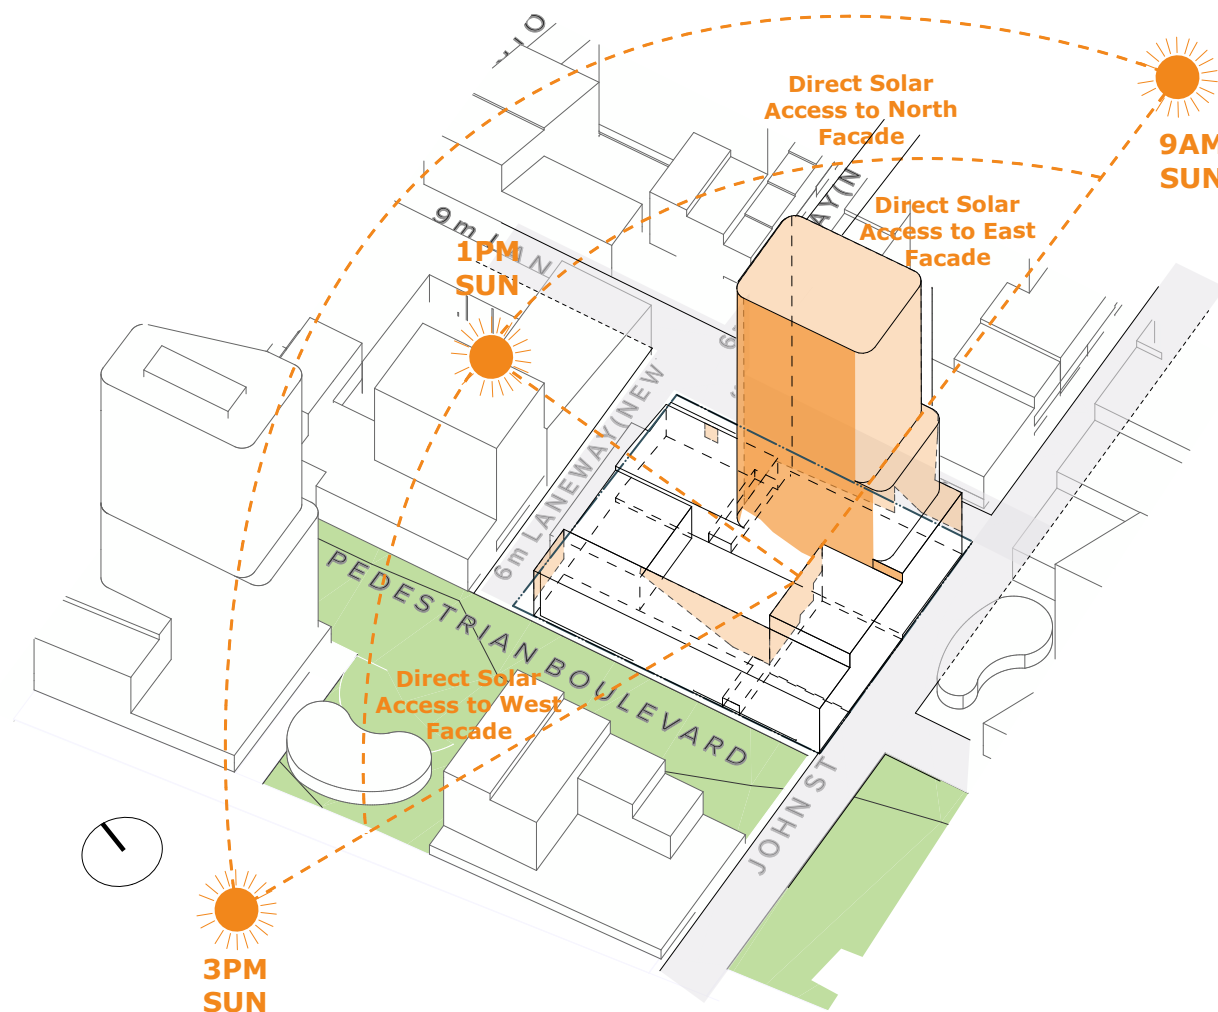 Direct Solar
Access to North
Facade
9AM
SUN
Direct Solar
Access to East
Facade
9m LAN
1PM
SUN
6m LANEWAY(NEW
PEDESTRIAN BOULEVARD
Direct Solar
Access to West
Facade
JOHN ST
3PM
SUN